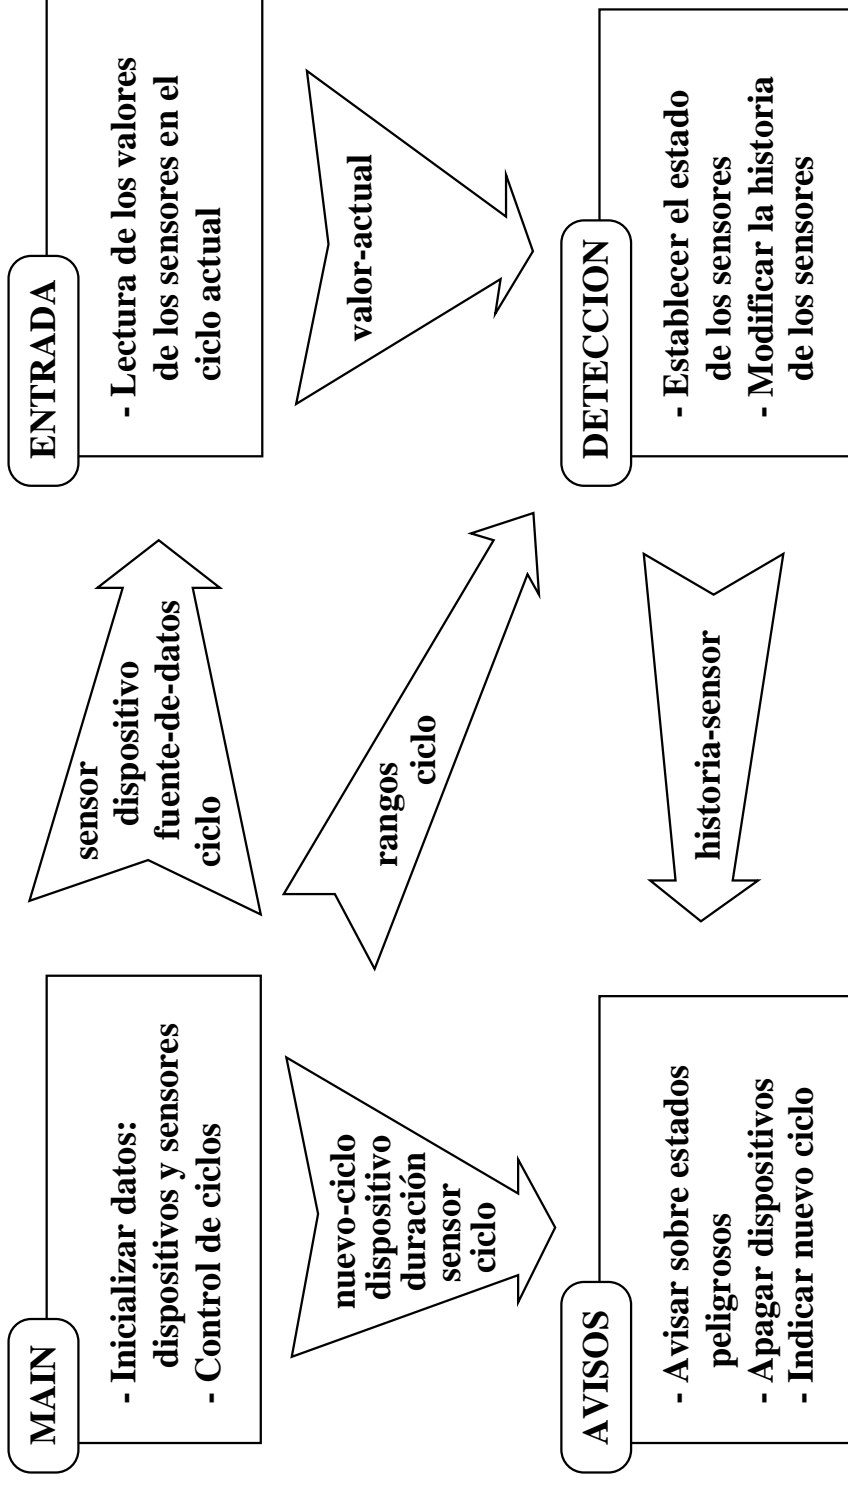 MAIN
- Inicializar datos:
dispositivos y sensores
- Control de ciclos
sensor
dispositivo
fuente-de-datos
ciclo
ENTRADA
- Lectura de los valores
de los sensores en el
ciclo actual
nuevo-ciclo
dispositivo
duración
sensor
ciclo
rangos
ciclo
valor-actual
AVISOS
- Avisar sobre estados
peligrosos
- Apagar dispositivos
- Indicar nuevo ciclo
historia-sensor
DETECCION
- Establecer el estado
de los sensores
- Modificar la historia
de los sensores